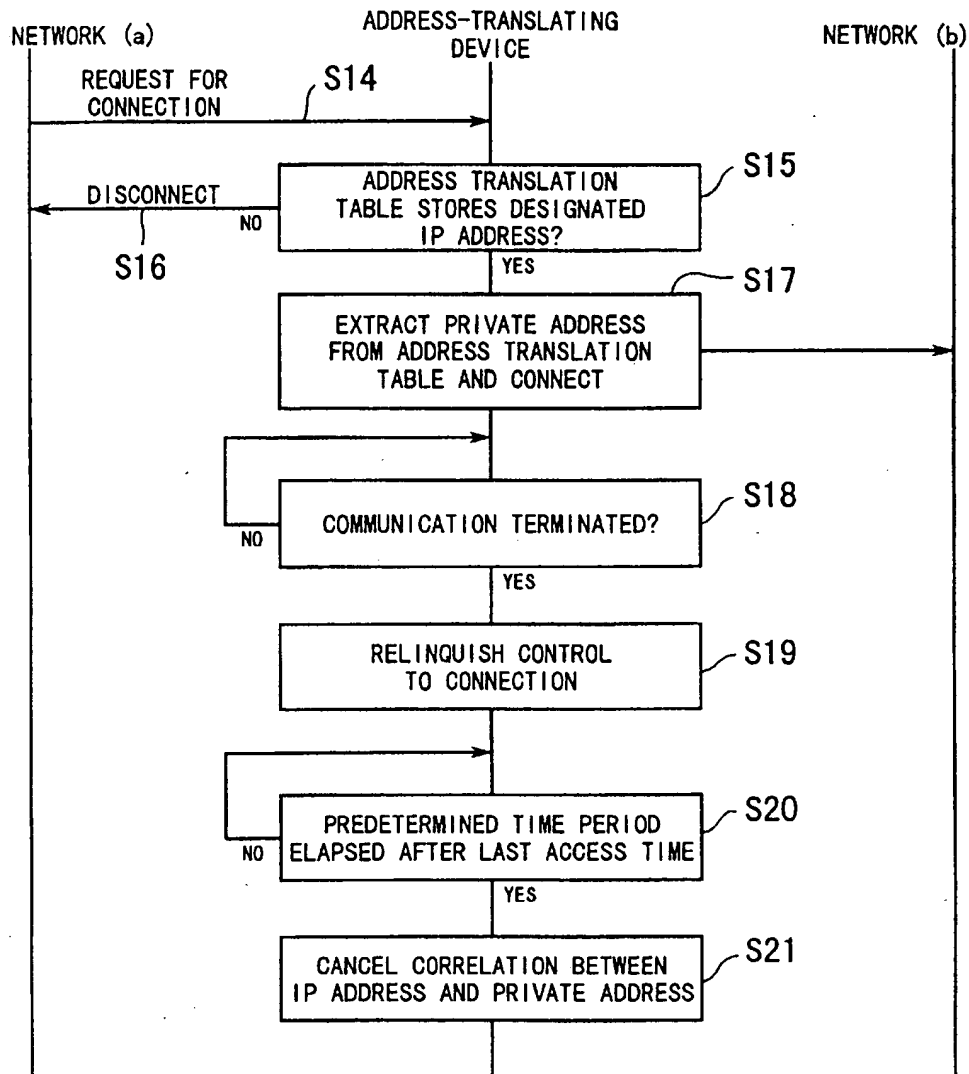 NETWORK (a)
ADDRESS-TRANSLATING
DEVICE
NETWORK (b)
REQUEST FOR
CONNECTION
S14
S15
ADDRESS TRANSLATION
TABLE STORES DESIGNATED
IP ADDRESS?
DISCONNECT
NO
S16
YES
S17
EXTRACT PRIVATE ADDRESS
FROM ADDRESS TRANSLATION
TABLE AND CONNECT
S18
COMMUNICATION TERMINATED?
NO
YES
S19
RELINQUISH CONTROL
TO CONNECTION
S20
PREDETERMINED TIME PERIOD
ELAPSED AFTER LAST ACCESS TIME
NO
YES
S21
CANCEL CORRELATION BETWEEN
IP ADDRESS AND PRIVATE ADDRESS